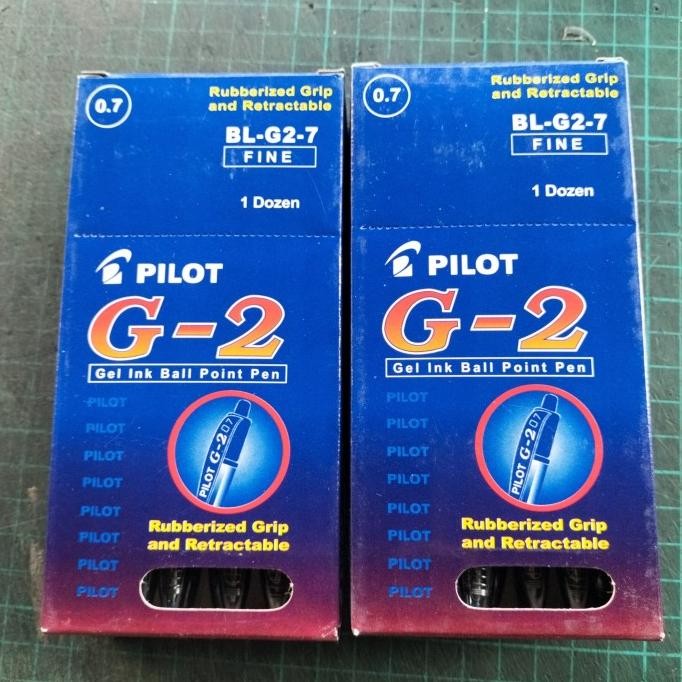 0.7
Rubberized Grip
and Retractable
BL-G2-7
FINE
1 Dozen
PILOT
G-2
Gel Ink Ball Point Pen
PILOT
PILOT
PILOT
PILOT
PILOT
PILOT
PILOT
PILOT
PILOT G-2 07
Rubberized Grip
and Retractable
0.7
Rubberized Grip
and Retractable
BL-G2-7
FINE
1 Dozen
PILOT
G-2
Gel Ink Ball Point Pen
PILOT
PILOT
PILOT
PILOT
PILOT
PILOT
PILOT
PILOT
PILOT G-2 07
Rubberized Grip
and Retractable